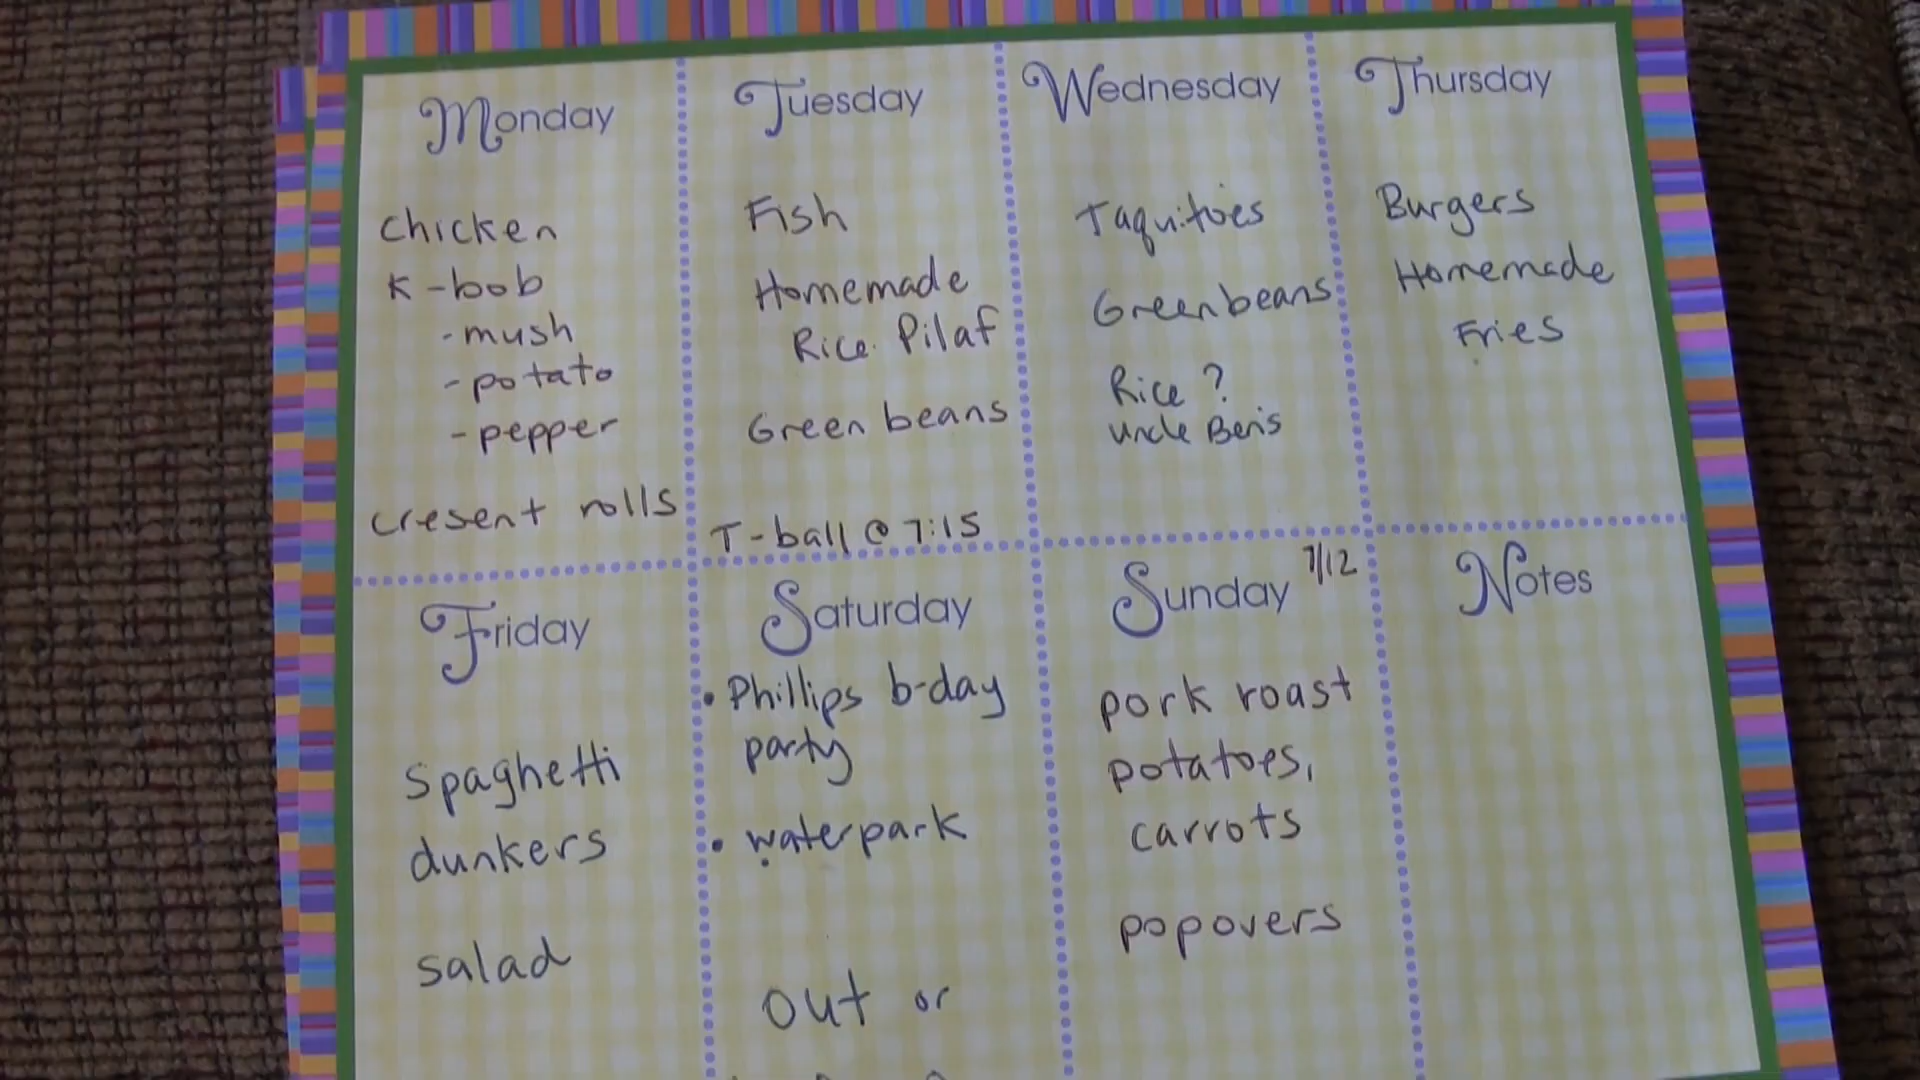 Monday
chicken
K-bob
-mush
-potato
-pepper
cresent rolls
Tuesday
Fish
Homemade
Rice Pilaf
Green beans
T-ball @ 7:15
Wednesday
Taquitoes
Greenbeans
Rice ?
uncle Ben's
Thursday
Burgers
Homemade
Fries
Friday
Spaghetti
dunkers
salad
Saturday
• Phillips b-day
party
• waterpark
out or
Sunday 7/12
pork roast
potatoes,
carrots
popovers
Notes